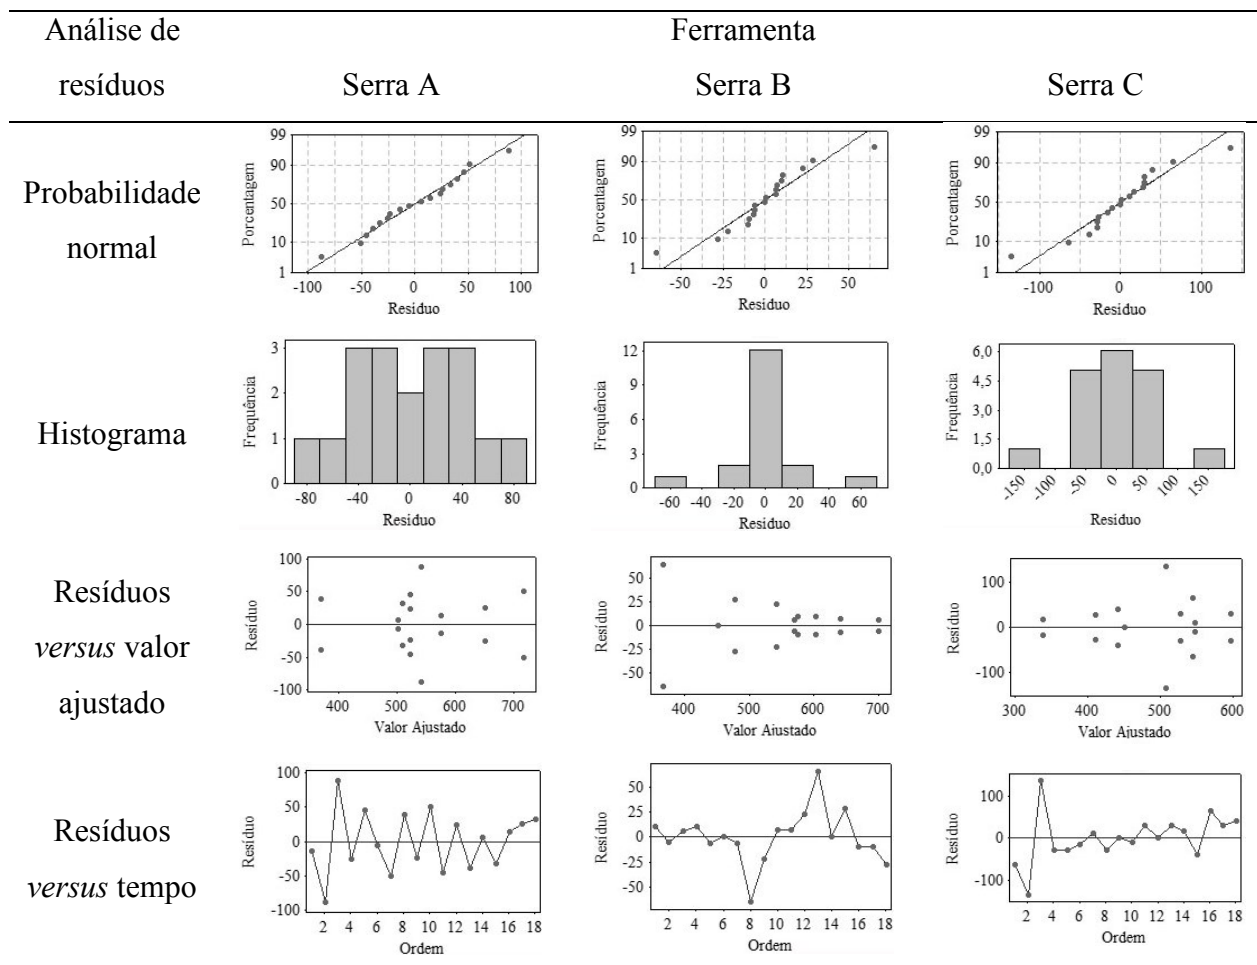 Análise de resíduos
Ferramenta
Serra A
Serra B
Serra C
Probabilidade normal
Porcentagem
99
90
50
10
1
-100
-50
0
50
100
Resíduo
Porcentagem
99
90
50
10
1
-50
-25
0
25
50
Resíduo
Porcentagem
99
90
50
10
1
-100
0
100
Resíduo
Histograma
Frequência
3
2
1
0
-80
-40
0
40
80
Resíduo
Frequência
12
9
6
3
0
-60
-40
-20
0
20
40
60
Resíduo
Frequência
6,0
4,5
3,0
1,5
0,0
-150
-100
-50
0
50
100
150
Resíduo
Resíduos
versus valor
ajustado
Resíduo
100
50
0
-50
-100
400
500
600
700
Valor Ajustado
Resíduo
50
25
0
-25
-50
400
500
600
700
Valor Ajustado
Resíduo
100
0
-100
300
400
500
600
Valor Ajustado
Resíduos
versus tempo
Resíduo
100
50
0
-50
-100
2 4 6 8 10 12 14 16 18
Ordem
Resíduo
50
25
0
-25
-50
2 4 6 8 10 12 14 16 18
Ordem
Resíduo
100
0
-100
2 4 6 8 10 12 14 16 18
Ordem